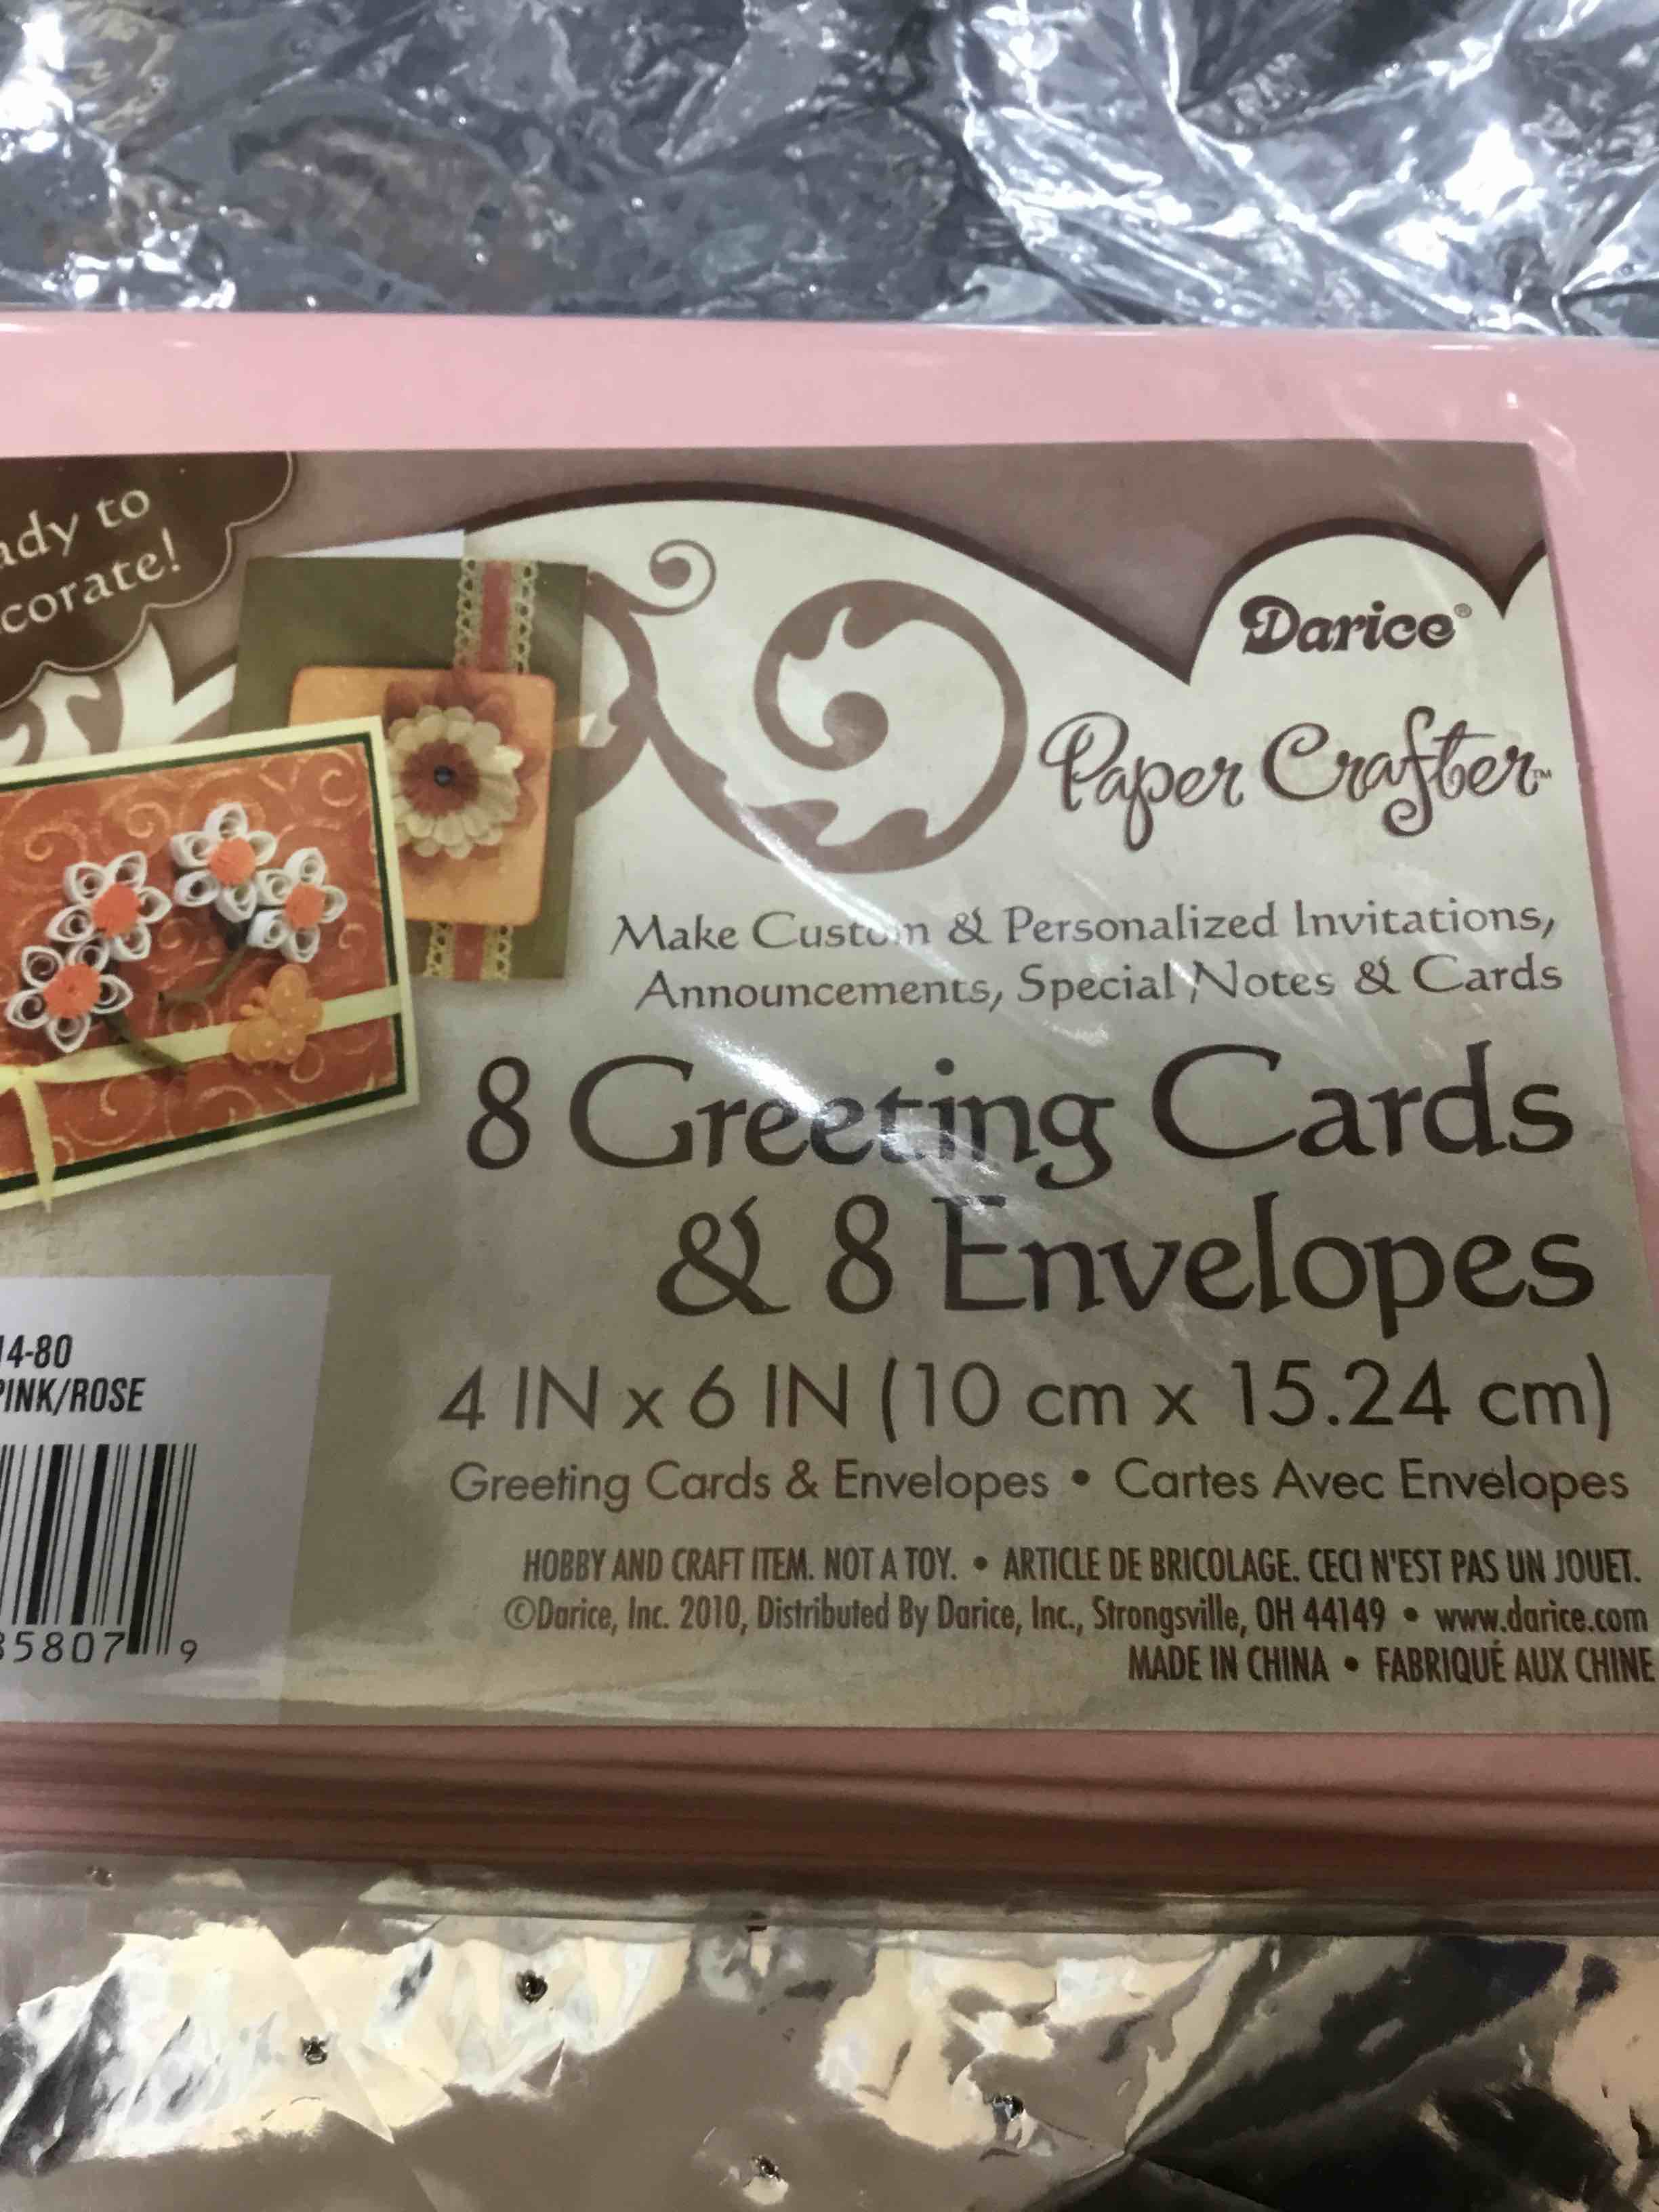 ady to
corate!
Darice®
Paper Crafter™
Make Custom & Personalized Invitations,
Announcements, Special Notes & Cards
8 Greeting Cards
& 8 Envelopes
4 IN x 6 IN (10 cm x 15.24 cm)
Greeting Cards & Envelopes • Cartes Avec Envelopes
HOBBY AND CRAFT ITEM. NOT A TOY. • ARTICLE DE BRICOLAGE. CECI N'EST PAS UN JOUET.
©Darice, Inc. 2010, Distributed By Darice, Inc., Strongsville, OH 44149 • www.darice.com
MADE IN CHINA • FABRIQUÉ AUX CHINE
14-80
PINK/ROSE
35807 9